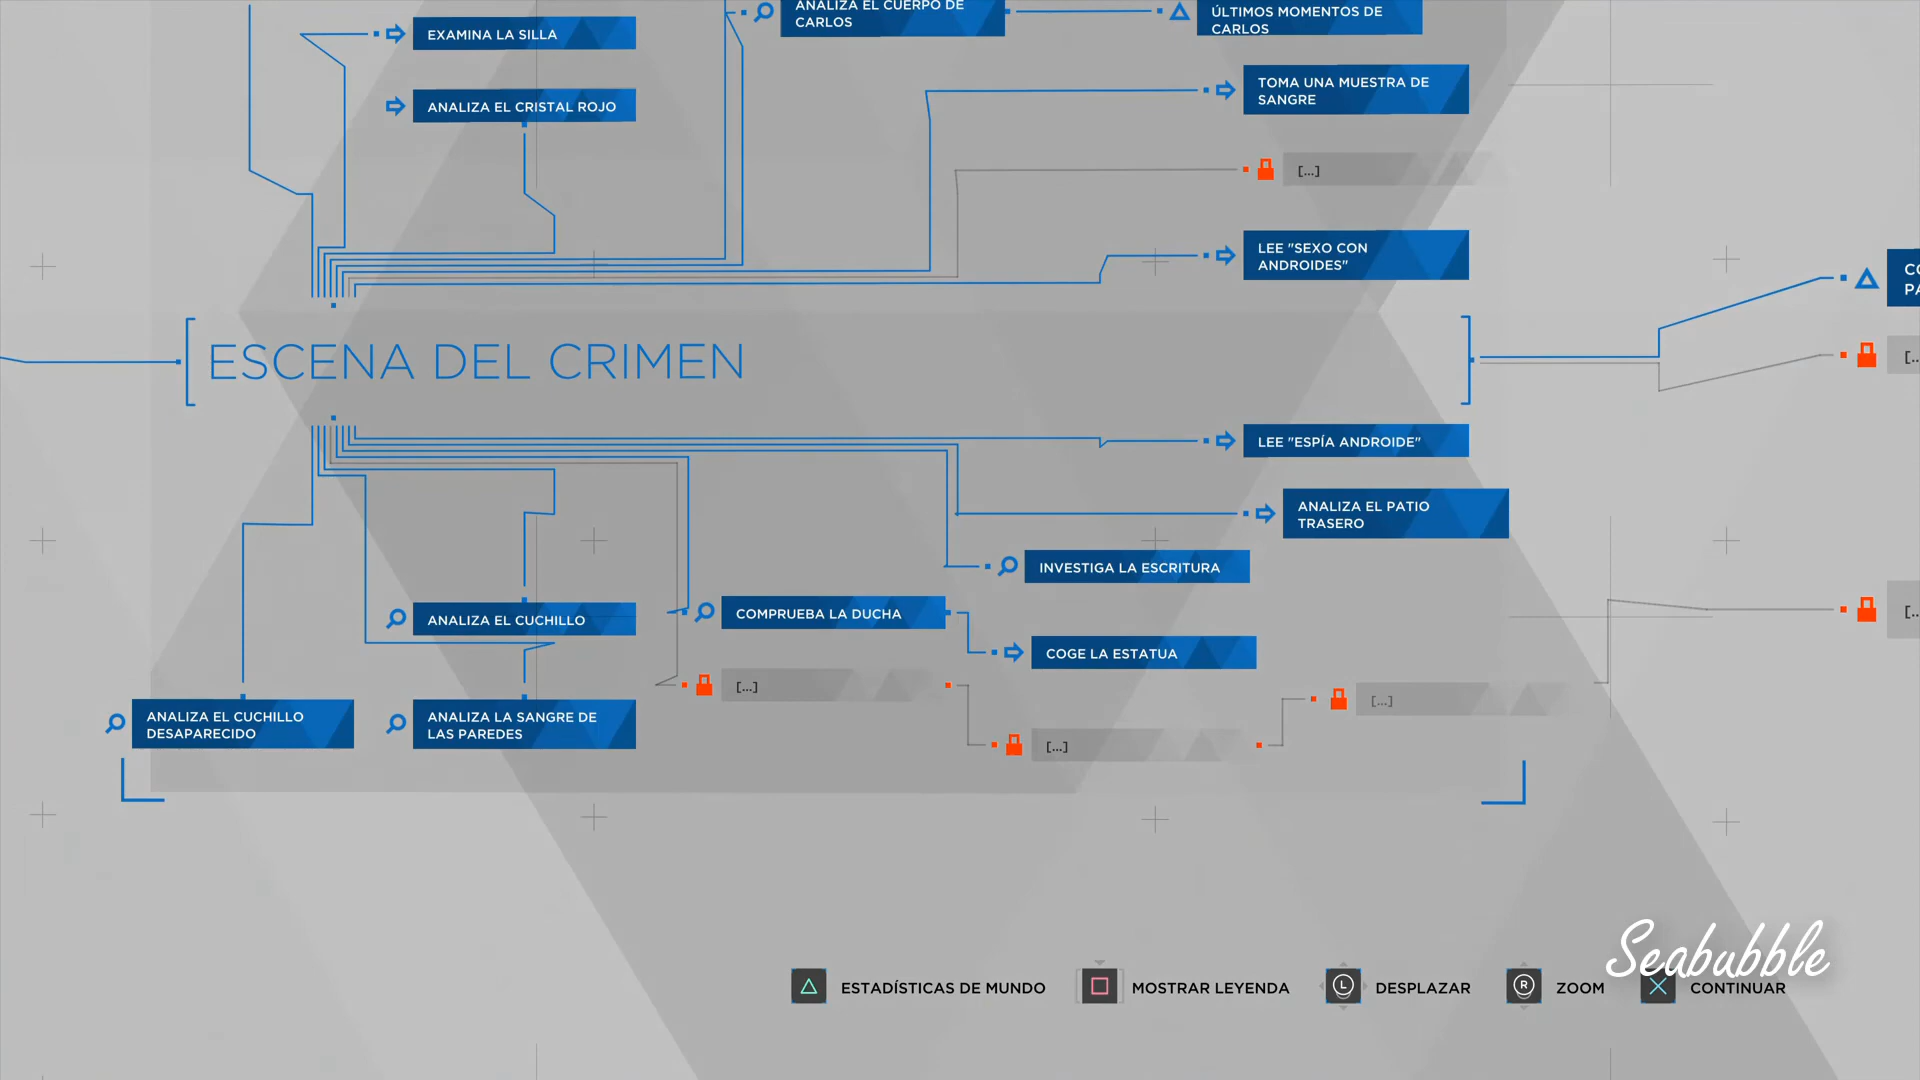 ANALIZA EL CUERPO DE
CARLOS
ÚLTIMOS MOMENTOS DE
CARLOS
EXAMINA LA SILLA
TOMA UNA MUESTRA DE
SANGRE
ANALIZA EL CRISTAL ROJO
[...]
LEE "SEXO CON
ANDROIDES"
ESCENA DEL CRIMEN
LEE "ESPÍA ANDROIDE"
ANALIZA EL PATIO
TRASERO
INVESTIGA LA ESCRITURA
COMPRUEBA LA DUCHA
ANALIZA EL CUCHILLO
COGE LA ESTATUA
[...]
[...]
[...]
ANALIZA EL CUCHILLO
DESAPARECIDO
ANALIZA LA SANGRE DE
LAS PAREDES
Seabubble
ESTADÍSTICAS DE MUNDO
MOSTRAR LEYENDA
L
DESPLAZAR
R
ZOOM
CONTINUAR